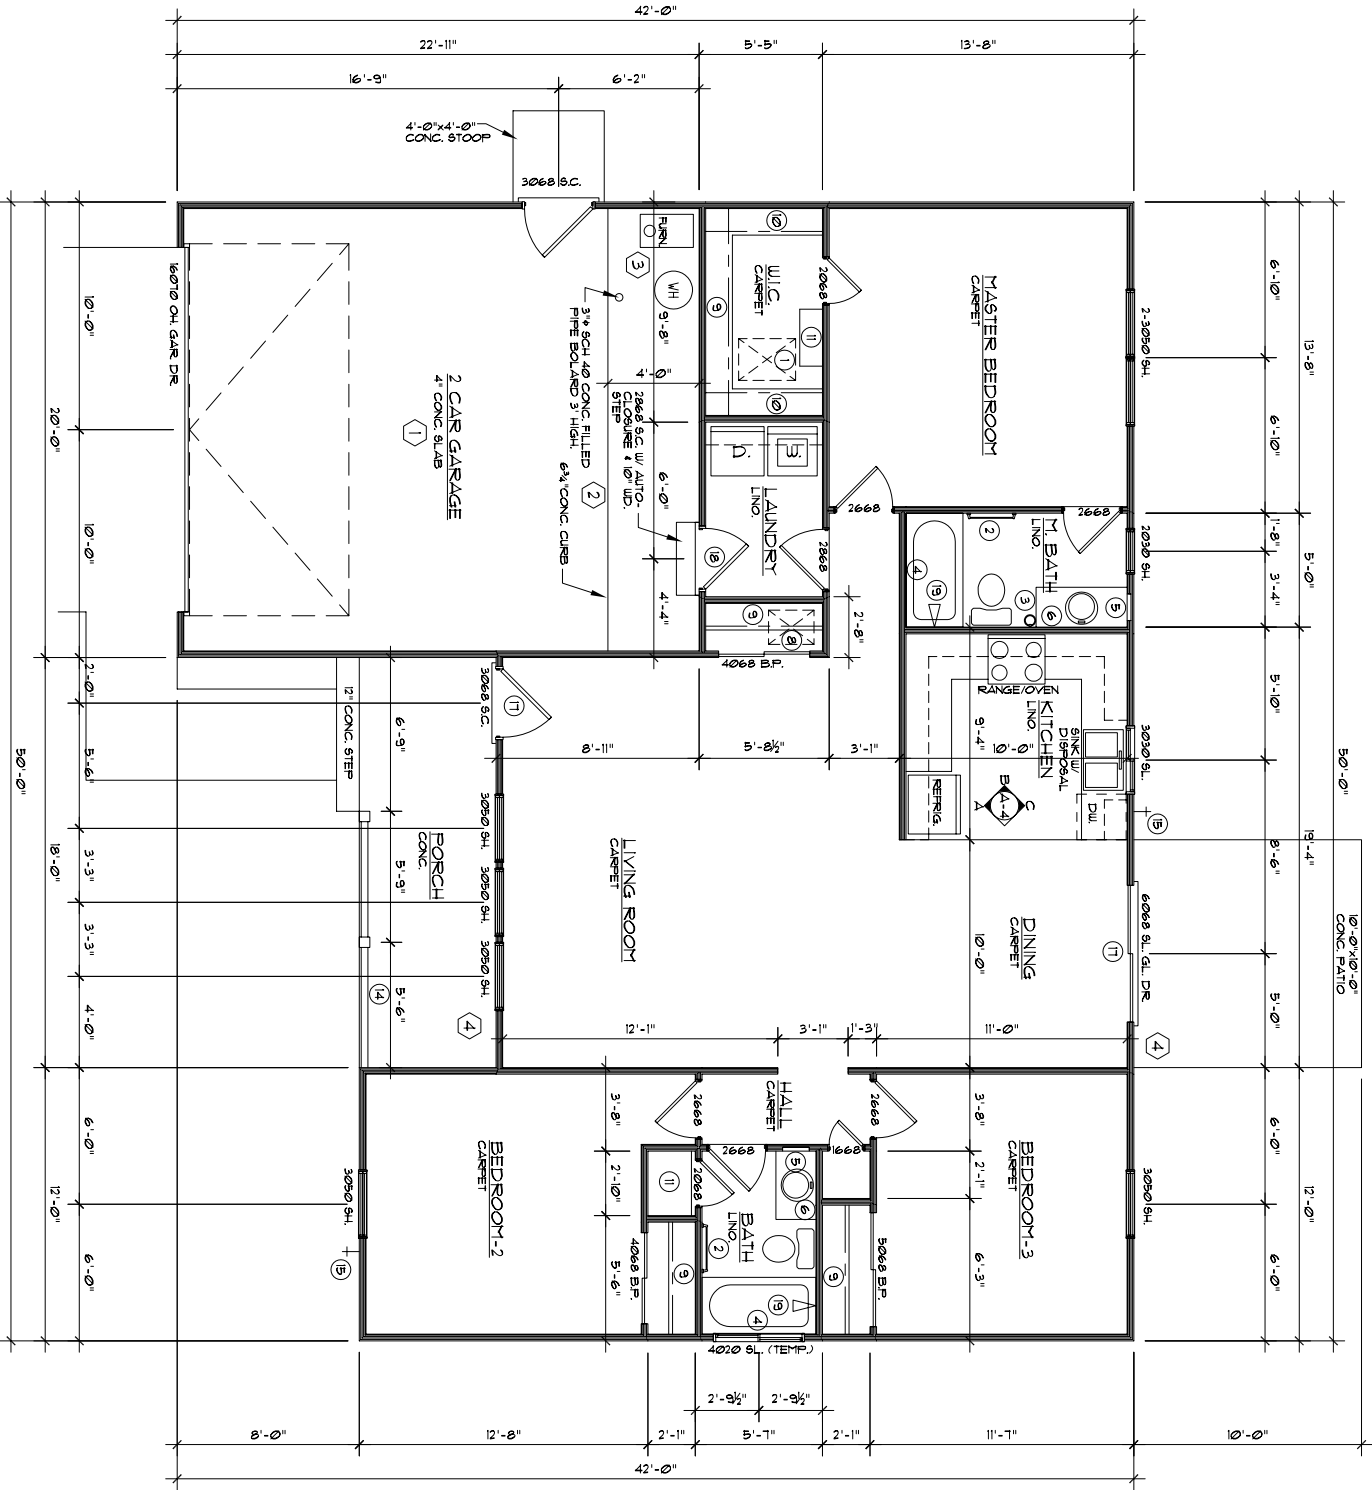 42'-0"
22'-11"
5'-5"
13'-8"
16'-9"
6'-2"
4'-0"x4'-0"
CONC. STOOP
3068 S.C.
FURN.
3
WH
9'-8"
4'-0"
3"φ SCH 40 CONC. FILLED
PIPE BOLARD 3' HIGH.
2
2868 S.C. W/ AUTO-
CLOSURE & 10" WD.
STEP
6¾" CONC. CURB
6'-0"
4'-4"
16070 OH. GAR DR.
2 CAR GARAGE
4" CONC. SLAB
1
10'-0"
10'-0"
20'-0"
50'-0"
10
W.I.C.
CARPET
9
11
1
10
2068
D.
W.
LAUNDRY
LINO.
18
2868
9
8
4068 B.P.
2'-8"
MASTER BEDROOM
CARPET
2668
2668
2-3050 SH.
2030 SH.
M. BATH
LINO.
2
4
19
3
6
5
6'-10"
6'-10"
13'-8"
1'-8"
3'-4"
5'-0"
RANGE/OVEN
KITCHEN
LINO.
SINK W/
DISPOSAL
9'-4"
10'-0"
REFRIG.
DW.
B
A-4
C
A
3030 SL.
15
5'-10"
8'-6"
19'-4"
50'-0"
10'-0"x10'-0"
CONC. PATIO
5'-0"
8'-11"
5'-8½"
3'-1"
3068 S.C.
17
12" CONC. STEP
2'-0"
5'-6"
6'-9"
5'-9"
5'-6"
3'-3"
3'-3"
4'-0"
18'-0"
3050 SH.
3050 SH.
3050 SH.
PORCH
CONC.
14
4
LIVING ROOM
CARPET
DINING
CARPET
10'-0"
6068 SL. GL. DR.
17
4
12'-1"
3'-1"
1'-3"
11'-0"
HALL
CARPET
2668
2668
2668
1668
2068
3'-8"
2'-10"
5'-6"
3'-8"
2'-1"
6'-3"
BEDROOM-2
CARPET
BEDROOM-3
CARPET
11
9
4068 B.P.
BATH
LINO.
5
6
2
19
4
9
5068 B.P.
3050 SH.
15
3050 SH.
6'-0"
6'-0"
12'-0"
6'-0"
6'-0"
12'-0"
4020 SL. (TEMP.)
2'-9½"
2'-9½"
8'-0"
12'-8"
2'-1"
5'-7"
2'-1"
11'-7"
10'-0"
42'-0"